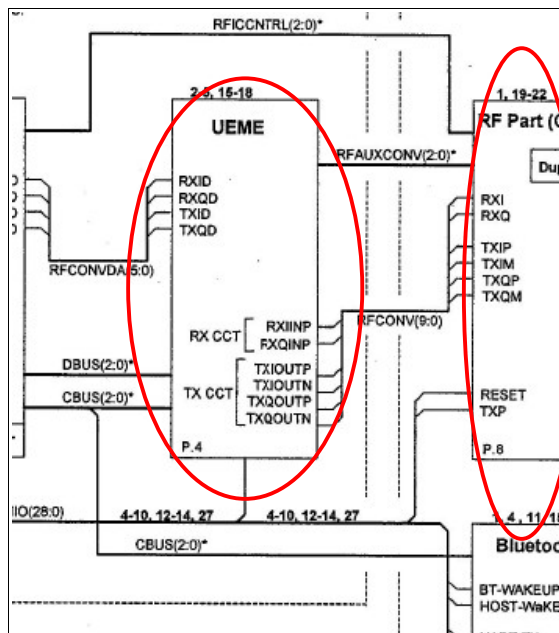 RFICCNTRL(2:0)*
2-5, 15-18
1, 19-22
UEME
RF Part (
Dup
RFAUXCONV(2:0)*
RXID
RXQD
TXID
TXQD
RXI
RXQ
TXIP
TXIM
TXQP
TXQM
RFCONVDA(5:0)
RFCONV(9:0)
RX CCT
RXIINP
FXQINP
TX CCT
TXIOUTP
TXIOUTN
TXQOUTP
TXQOUTN
DBUS(2:0)*
CBUS(2:0)*
RESET
TXP
P.4
P.8
IO(28:0)
4-10, 12-14, 27
4-10, 12-14, 27
CBUS(2:0)*
Bluetoo
BT-WAKEUP
HOST-WaKE